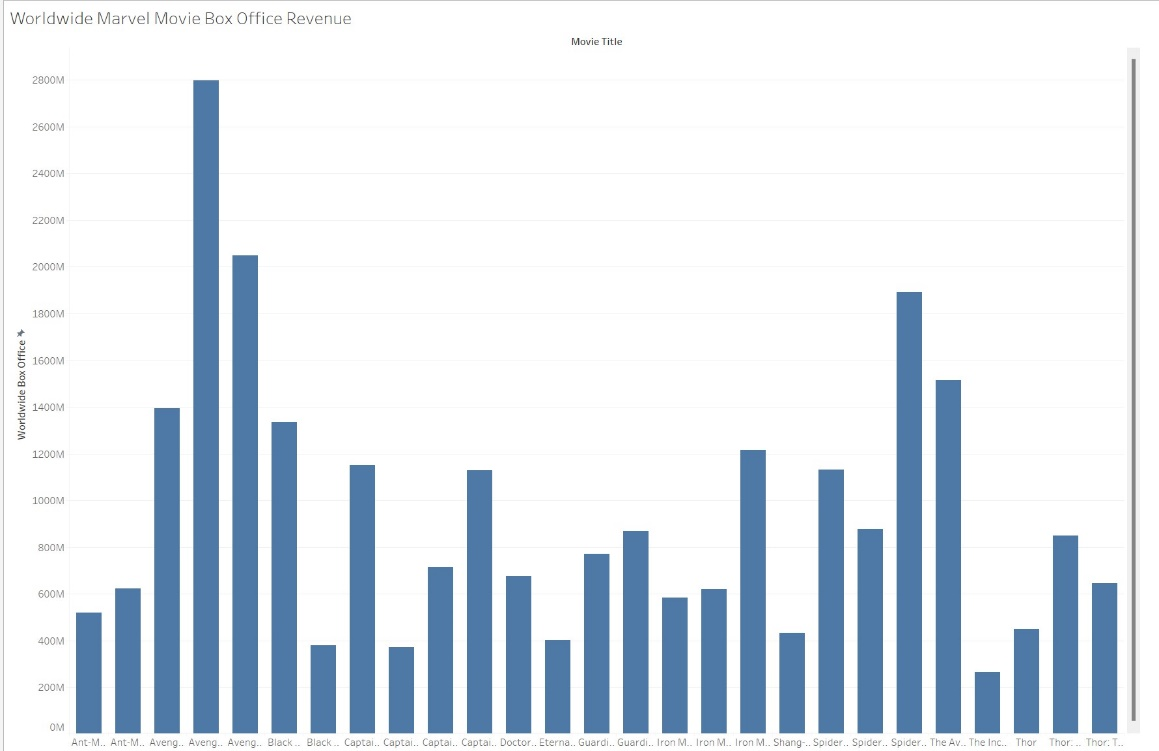 Worldwide Marvel Movie Box Office Revenue
Movie Title
2800M
2600M
2400M
2200M
2000M
1800M
1600M
1400M
1200M
1000M
800M
600M
400M
200M
0M
Worldwide Box Office
Ant-M.. Ant-M.. Aveng.. Aveng.. Aveng.. Black .. Black .. Captai.. Captai.. Captai.. Captai.. Doctor.. Eterna.. Guardi.. Guardi.. Iron M.. Iron M.. Iron M.. Shang-.. Spider.. Spider.. Spider.. The Av.. The Inc.. Thor Thor: .. Thor: T..